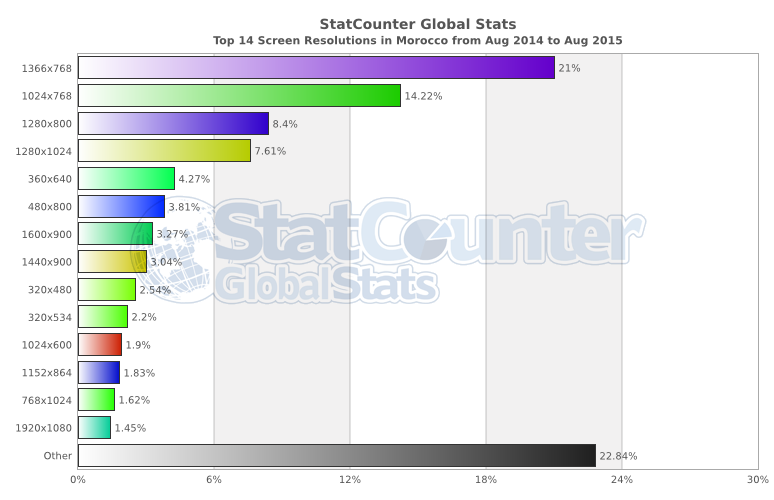 StatCounter Global Stats
Top 14 Screen Resolutions in Morocco from Aug 2014 to Aug 2015
1366x768 21%
1024x768 14.22%
1280x800 8.4%
1280x1024 7.61%
360x640 4.27%
480x800 3.81%
1600x900 3.27%
1440x900 3.04%
320x480 2.54%
320x534 2.2%
1024x600 1.9%
1152x864 1.83%
768x1024 1.62%
1920x1080 1.45%
Other 22.84%
StatCounter
GlobalStats
0% 6% 12% 18% 24% 30%